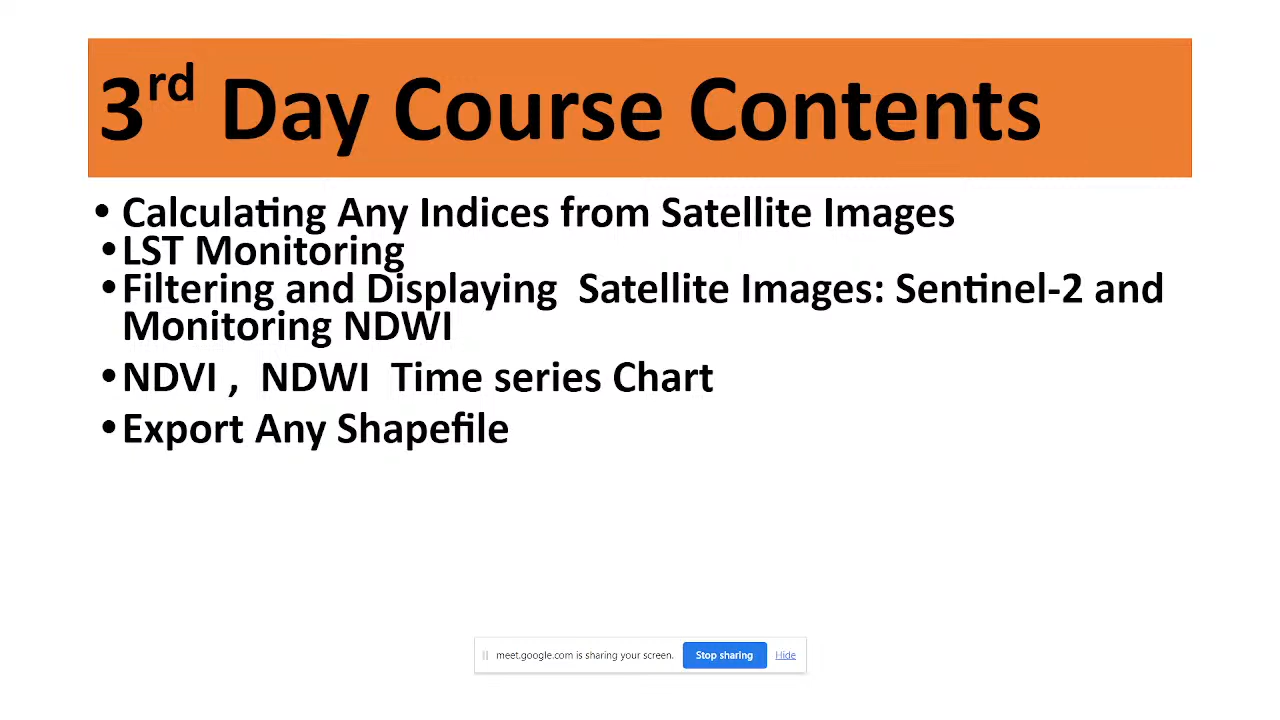 3rd Day Course Contents
• Calculating Any Indices from Satellite Images
•LST Monitoring
•Filtering and Displaying Satellite Images: Sentinel-2 and
Monitoring NDWI
•NDVI , NDWI Time series Chart
•Export Any Shapefile
meet.google.com is sharing your screen. Stop sharing Hide